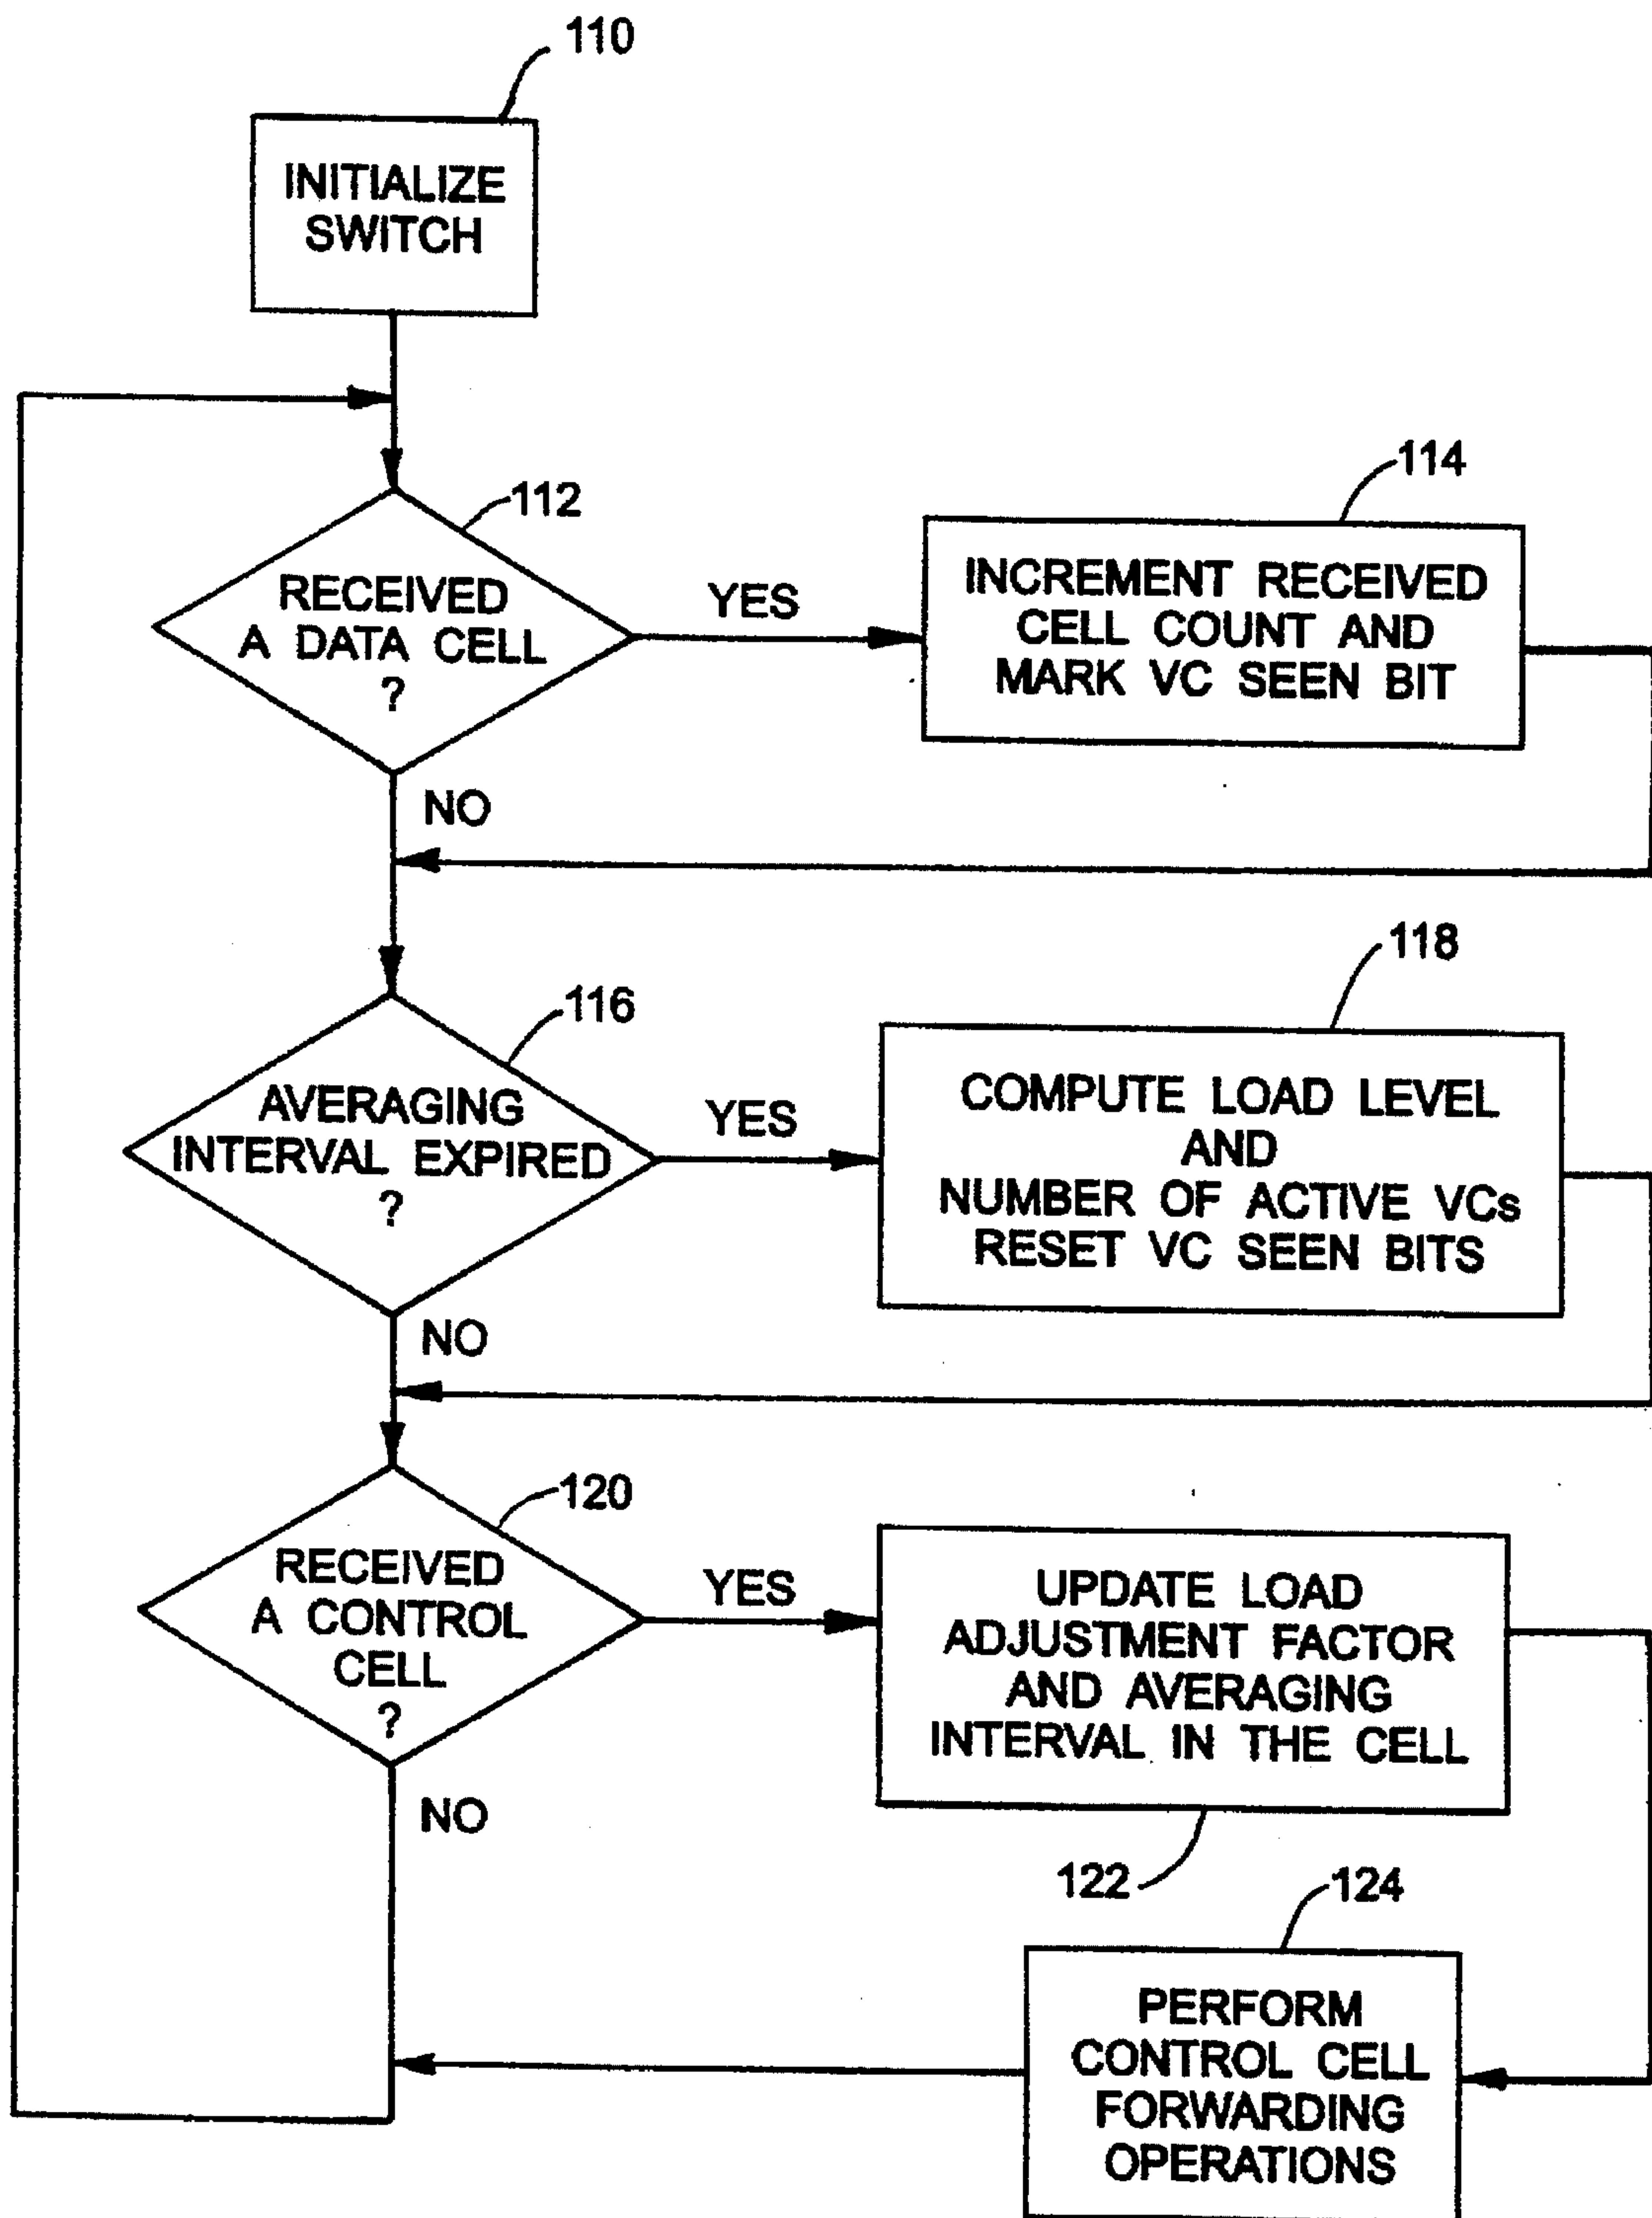 110
INITIALIZE
SWITCH
112
RECEIVED
A DATA CELL
?
YES
NO
114
INCREMENT RECEIVED
CELL COUNT AND
MARK VC SEEN BIT
116
AVERAGING
INTERVAL EXPIRED
?
YES
NO
118
COMPUTE LOAD LEVEL
AND
NUMBER OF ACTIVE VCs
RESET VC SEEN BITS
120
RECEIVED
A CONTROL
CELL
?
YES
NO
UPDATE LOAD
ADJUSTMENT FACTOR
AND AVERAGING
INTERVAL IN THE CELL
122
124
PERFORM
CONTROL CELL
FORWARDING
OPERATIONS